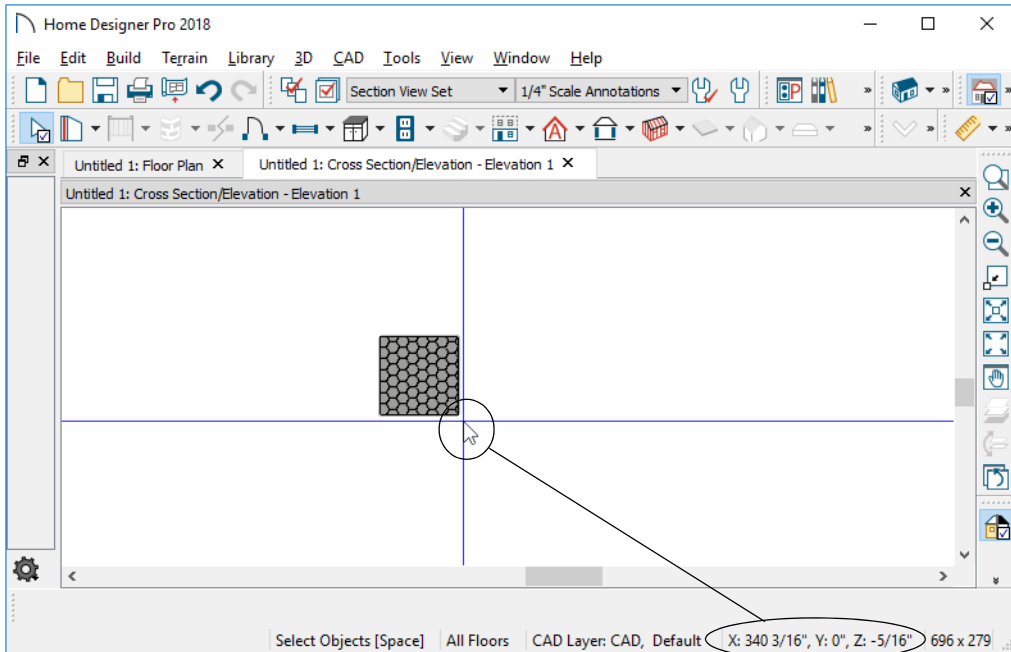 Home Designer Pro 2018
File Edit Build Terrain Library 3D CAD Tools View Window Help
Section View Set 1/4" Scale Annotations
Untitled 1: Floor Plan Untitled 1: Cross Section/Elevation - Elevation 1
Untitled 1: Cross Section/Elevation - Elevation 1
Select Objects [Space] All Floors CAD Layer: CAD, Default X: 340 3/16", Y: 0", Z: -5/16" 696 x 279